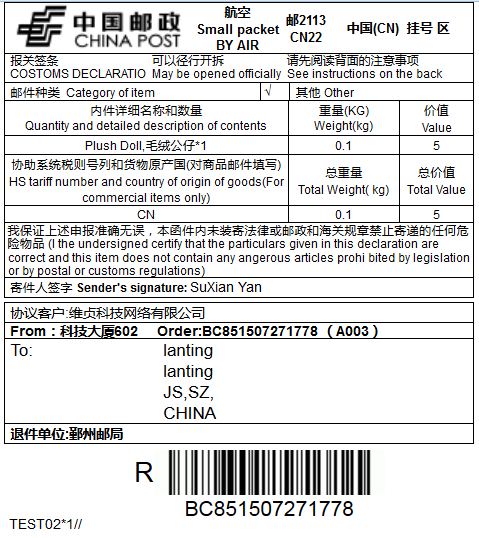 中国邮政
CHINA POST
航空
Small packet
BY AIR
邮2113
CN22
中国(CN) 挂号 区
报关签条 可以径行开拆 请先阅读背面的注意事项
COSTOMS DECLARATIO May be opened officially See instructions on the back
邮件种类 Category of item √ 其他 Other
内件详细名称和数量 重量(KG) 价值
Quantity and detailed description of contents Weight(kg) Value
Plush Doll,毛绒公仔*1 0.1 5
协助系统税则号列和货物原产国(对商品邮件填写) 总重量 总价值
HS tariff number and country of origin of goods(For Total Weight( kg) Total Value
commercial items only)
CN 0.1 5
我保证上述申报准确无误，本函件内未装寄法律或邮政和海关规章禁止寄递的任何危
险物品 (I the undersigned certify that the particulars given in this declaration are
correct and this item does not contain any angerous articles prohi bited by legislation
or by postal or customs regulations)
寄件人签字 Sender's signature: SuXian Yan
协议客户:维贞科技网络有限公司
From：科技大厦602 Order:BC851507271778 （A003）
To: lanting
lanting
JS,SZ,
CHINA
退件单位:鄞州邮局
R
BC851507271778
TEST02*1//